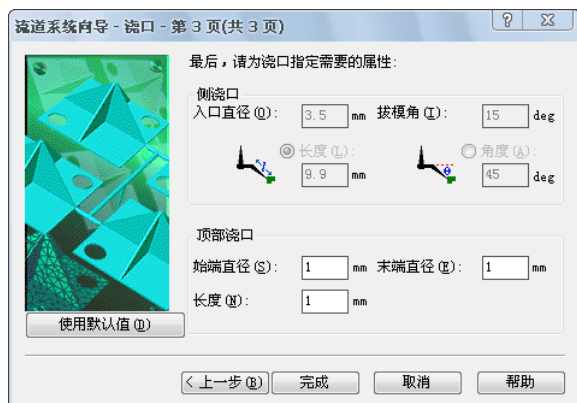 流道系统向导 - 浇口 - 第 3 页(共 3 页)
最后，请为浇口指定需要的属性:
侧浇口
入口直径(O): 3.5 mm 拔模角(I): 15 deg
长度(L): 角度(A):
9.9 mm 45 deg
顶部浇口
始端直径(S): 1 mm 末端直径(E): 1 mm
长度(N): 1 mm
使用默认值(D)
< 上一步(B) 完成 取消 帮助